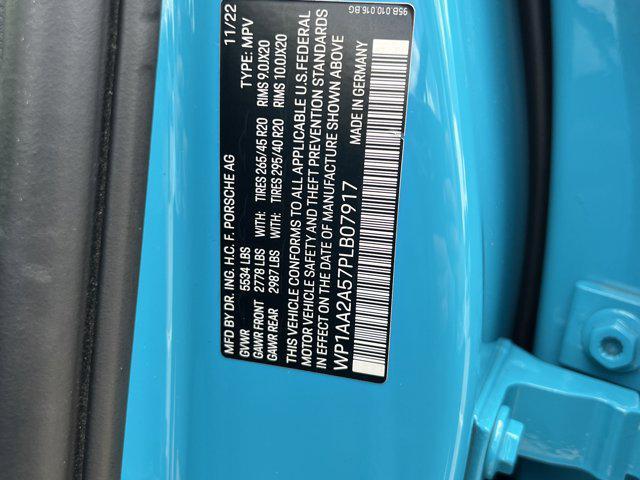 MFD BY DR. ING. H.C. F. PORSCHE AG 11/22
GVWR 5534 LBS TYPE: MPV
GAWR FRONT 2778 LBS WITH: TIRES 265/45 R20 RIMS 9.0JX20
GAWR REAR 2987 LBS WITH: TIRES 295/40 R20 RIMS 10.0JX20
THIS VEHICLE CONFORMS TO ALL APPLICABLE U.S. FEDERAL
MOTOR VEHICLE SAFETY AND THEFT PREVENTION STANDARDS
IN EFFECT ON THE DATE OF MANUFACTURE SHOWN ABOVE
WP1AA2A57PLB07917 MADE IN GERMANY
95B.010.016.BG